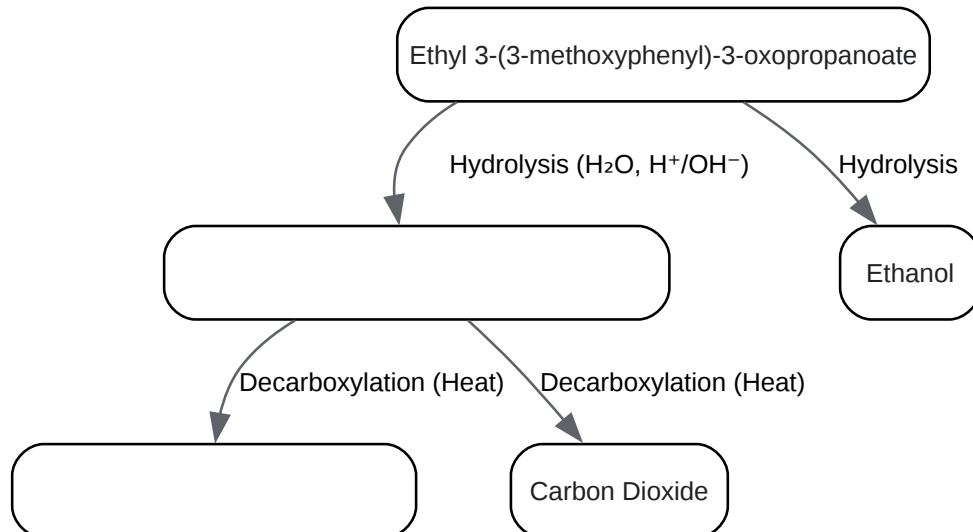 Ethyl 3-(3-methoxyphenyl)-3-oxopropanoate
Hydrolysis (H₂O, H⁺/OH⁻)
Hydrolysis
Ethanol
Decarboxylation (Heat)
Decarboxylation (Heat)
Carbon Dioxide